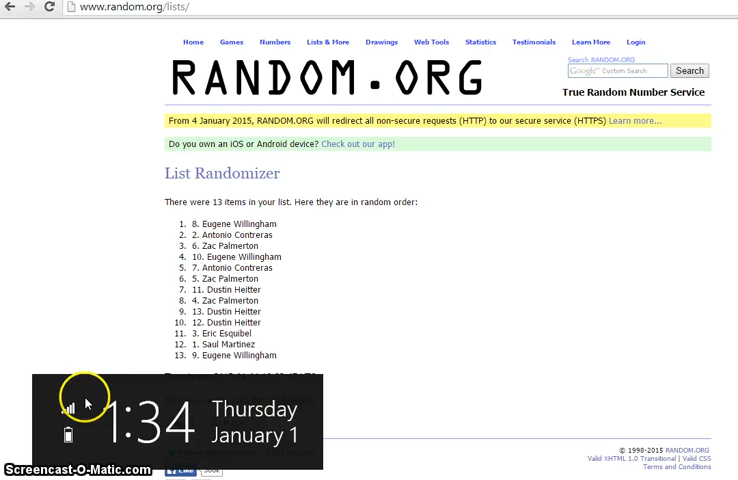 www.random.org/lists/
Home Games Numbers Lists & More Drawings Web Tools Statistics Testimonials Learn More Login
Search RANDOM.ORG
RANDOM.ORG
Google™ Custom Search Search
True Random Number Service
From 4 January 2015, RANDOM.ORG will redirect all non-secure requests (HTTP) to our secure service (HTTPS) Learn more...
Do you own an iOS or Android device? Check out our app!
List Randomizer
There were 13 items in your list. Here they are in random order:
1. 8. Eugene Willingham
2. 2. Antonio Contreras
3. 6. Zac Palmerton
4. 10. Eugene Willingham
5. 7. Antonio Contreras
6. 5. Zac Palmerton
7. 11. Dustin Heitter
8. 4. Zac Palmerton
9. 13. Dustin Heitter
10. 12. Dustin Heitter
11. 3. Eric Esquibel
12. 1. Saul Martinez
13. 9. Eugene Willingham
1:34 Thursday
January 1
© 1998-2015 RANDOM.ORG
Valid XHTML 1.0 Transitional | Valid CSS
Terms and Conditions
Screencast-O-Matic.com
Like